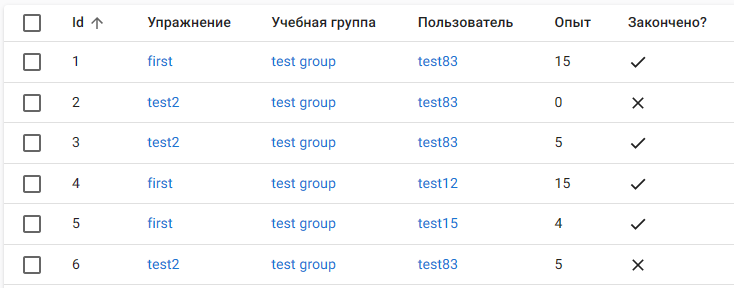 Id Упражнение Учебная группа Пользователь Опыт Закончено?
1 first test group test83 15
2 test2 test group test83 0
3 test2 test group test83 5
4 first test group test12 15
5 first test group test15 4
6 test2 test group test83 5